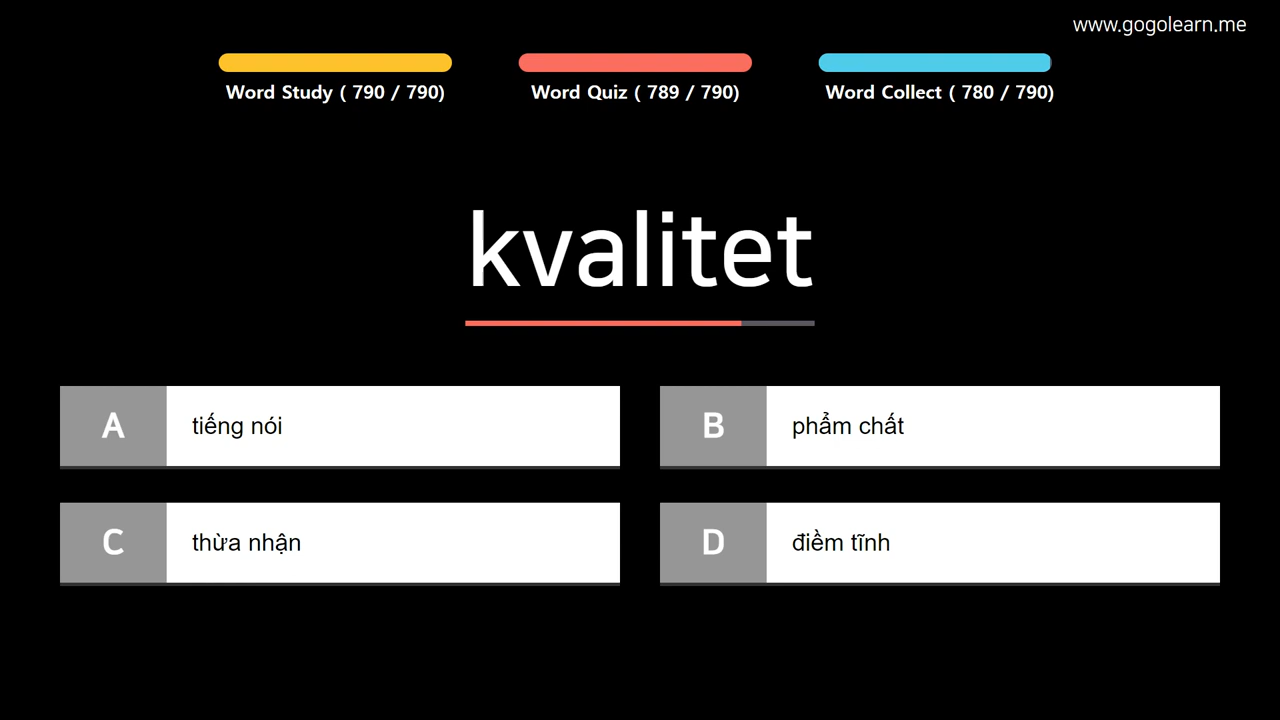 www.gogolearn.me
Word Study ( 790 / 790)
Word Quiz ( 789 / 790)
Word Collect ( 780 / 790)
kvalitet
A tiếng nói
B phẩm chất
C thừa nhận
D điềm tĩnh